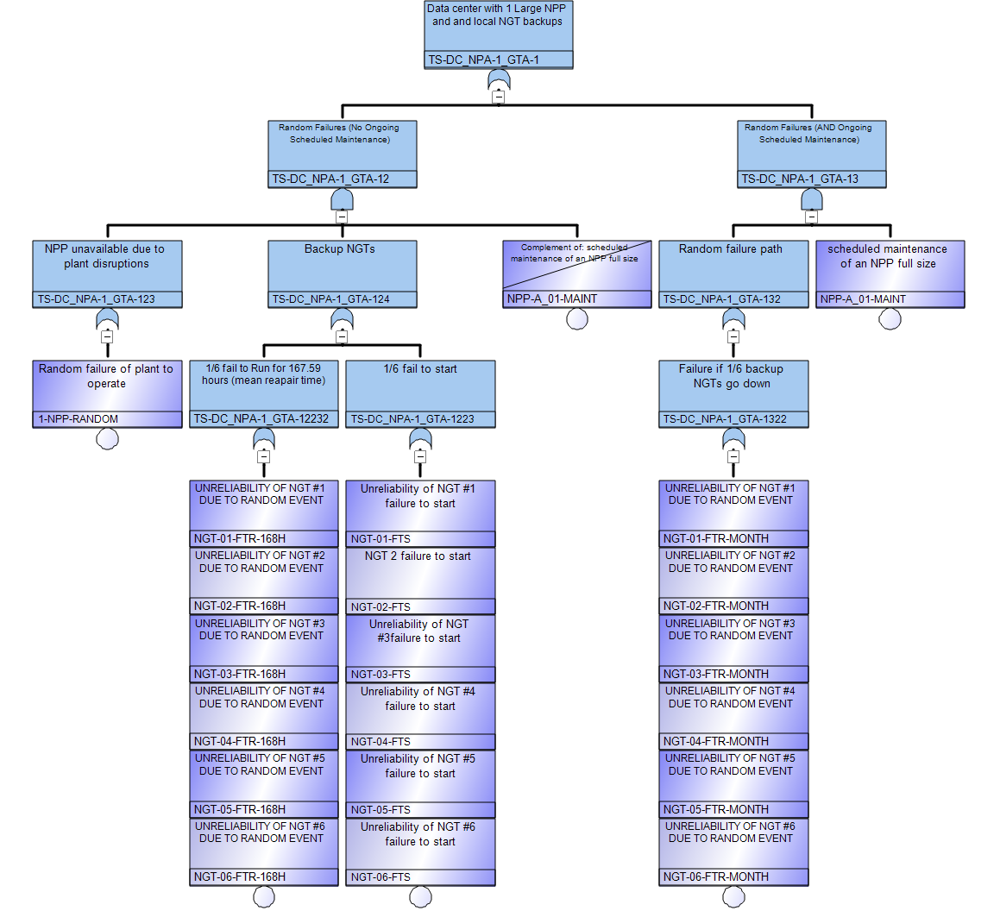 Data center with 1 Large NPP
and and local NGT backups
TS-DC_NPA-1_GTA-1
Random Failures (No Ongoing
Scheduled Maintenance)
TS-DC_NPA-1_GTA-12
Random Failures (AND Ongoing
Scheduled Maintenance)
TS-DC_NPA-1_GTA-13
NPP unavailable due to
plant disruptions
TS-DC_NPA-1_GTA-123
Backup NGTs
TS-DC_NPA-1_GTA-124
Complement of: scheduled
maintenance of an NPP full size
NPP-A_01-MAINT
Random failure path
TS-DC_NPA-1_GTA-132
scheduled maintenance
of an NPP full size
NPP-A_01-MAINT
Random failure of plant to
operate
1-NPP-RANDOM
1/6 fail to Run for 167.59
hours (mean reapair time)
TS-DC_NPA-1_GTA-12232
1/6 fail to start
TS-DC_NPA-1_GTA-1223
Failure if 1/6 backup
NGTs go down
TS-DC_NPA-1_GTA-1322
UNRELIABILITY OF NGT #1
DUE TO RANDOM EVENT
NGT-01-FTR-168H
UNRELIABILITY OF NGT #2
DUE TO RANDOM EVENT
NGT-02-FTR-168H
UNRELIABILITY OF NGT #3
DUE TO RANDOM EVENT
NGT-03-FTR-168H
UNRELIABILITY OF NGT #4
DUE TO RANDOM EVENT
NGT-04-FTR-168H
UNRELIABILITY OF NGT #5
DUE TO RANDOM EVENT
NGT-05-FTR-168H
UNRELIABILITY OF NGT #6
DUE TO RANDOM EVENT
NGT-06-FTR-168H
Unreliability of NGT #1
failure to start
NGT-01-FTS
NGT 2 failure to start
NGT-02-FTS
Unreliability of NGT
#3failure to start
NGT-03-FTS
Unreliability of NGT #4
failure to start
NGT-04-FTS
Unreliability of NGT #5
failure to start
NGT-05-FTS
Unreliability of NGT #6
failure to start
NGT-06-FTS
UNRELIABILITY OF NGT #1
DUE TO RANDOM EVENT
NGT-01-FTR-MONTH
UNRELIABILITY OF NGT #2
DUE TO RANDOM EVENT
NGT-02-FTR-MONTH
UNRELIABILITY OF NGT #3
DUE TO RANDOM EVENT
NGT-03-FTR-MONTH
UNRELIABILITY OF NGT #4
DUE TO RANDOM EVENT
NGT-04-FTR-MONTH
UNRELIABILITY OF NGT #5
DUE TO RANDOM EVENT
NGT-05-FTR-MONTH
UNRELIABILITY OF NGT #6
DUE TO RANDOM EVENT
NGT-06-FTR-MONTH